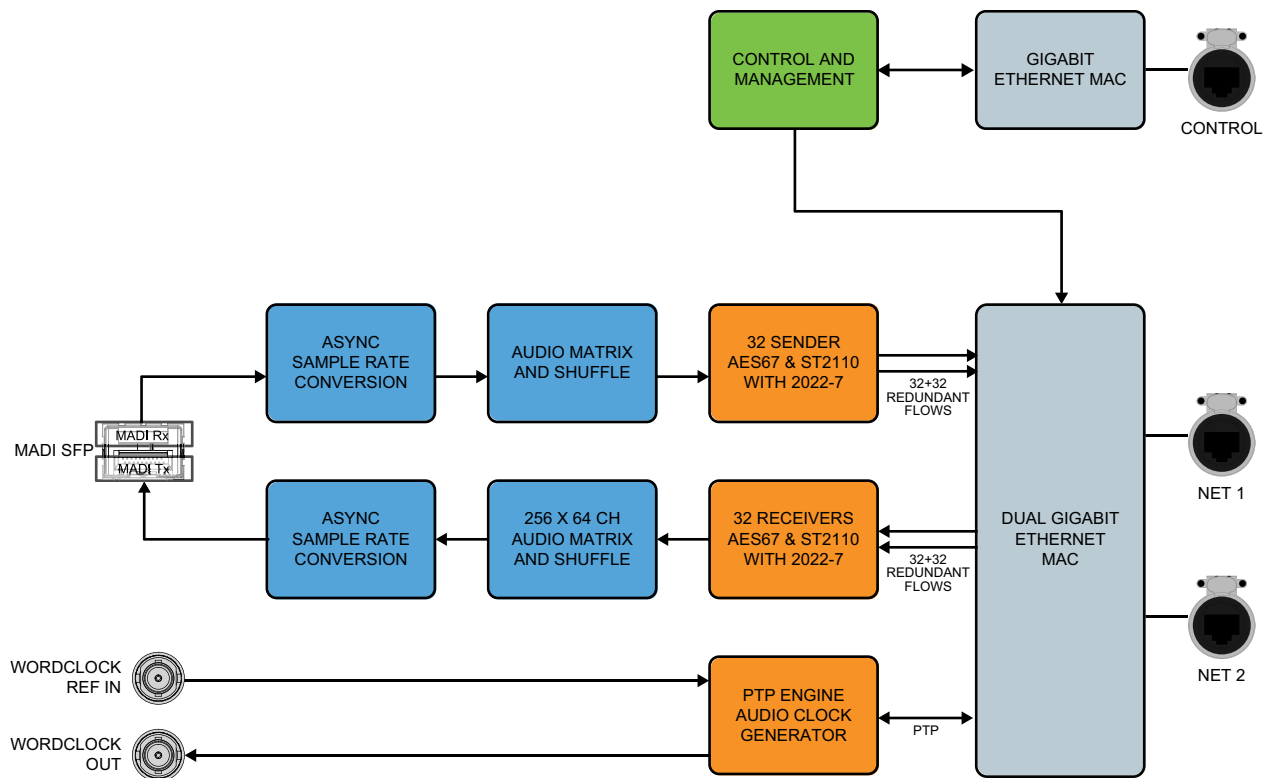 CONTROL AND
MANAGEMENT
GIGABIT
ETHERNET MAC
CONTROL
ASYNC
SAMPLE RATE
CONVERSION
AUDIO MATRIX
AND SHUFFLE
32 SENDER
AES67 & ST2110
WITH 2022-7
32+32
REDUNDANT
FLOWS
MADI SFP
MADI Rx
MADI Tx
NET 1
ASYNC
SAMPLE RATE
CONVERSION
256 X 64 CH
AUDIO MATRIX
AND SHUFFLE
32 RECEIVERS
AES67 & ST2110
WITH 2022-7
32+32
REDUNDANT
FLOWS
DUAL GIGABIT
ETHERNET
MAC
NET 2
WORDCLOCK
REF IN
PTP ENGINE
AUDIO CLOCK
GENERATOR
PTP
WORDCLOCK
OUT